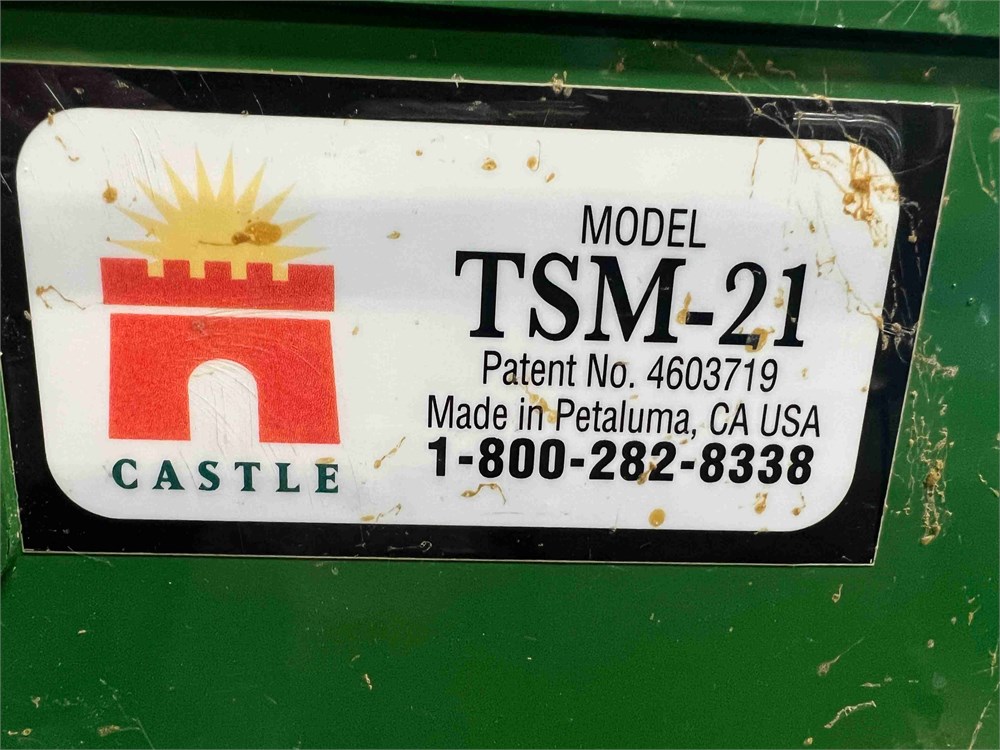 MODEL
TSM-21
Patent No. 4603719
Made in Petaluma, CA USA
1-800-282-8338
CASTLE